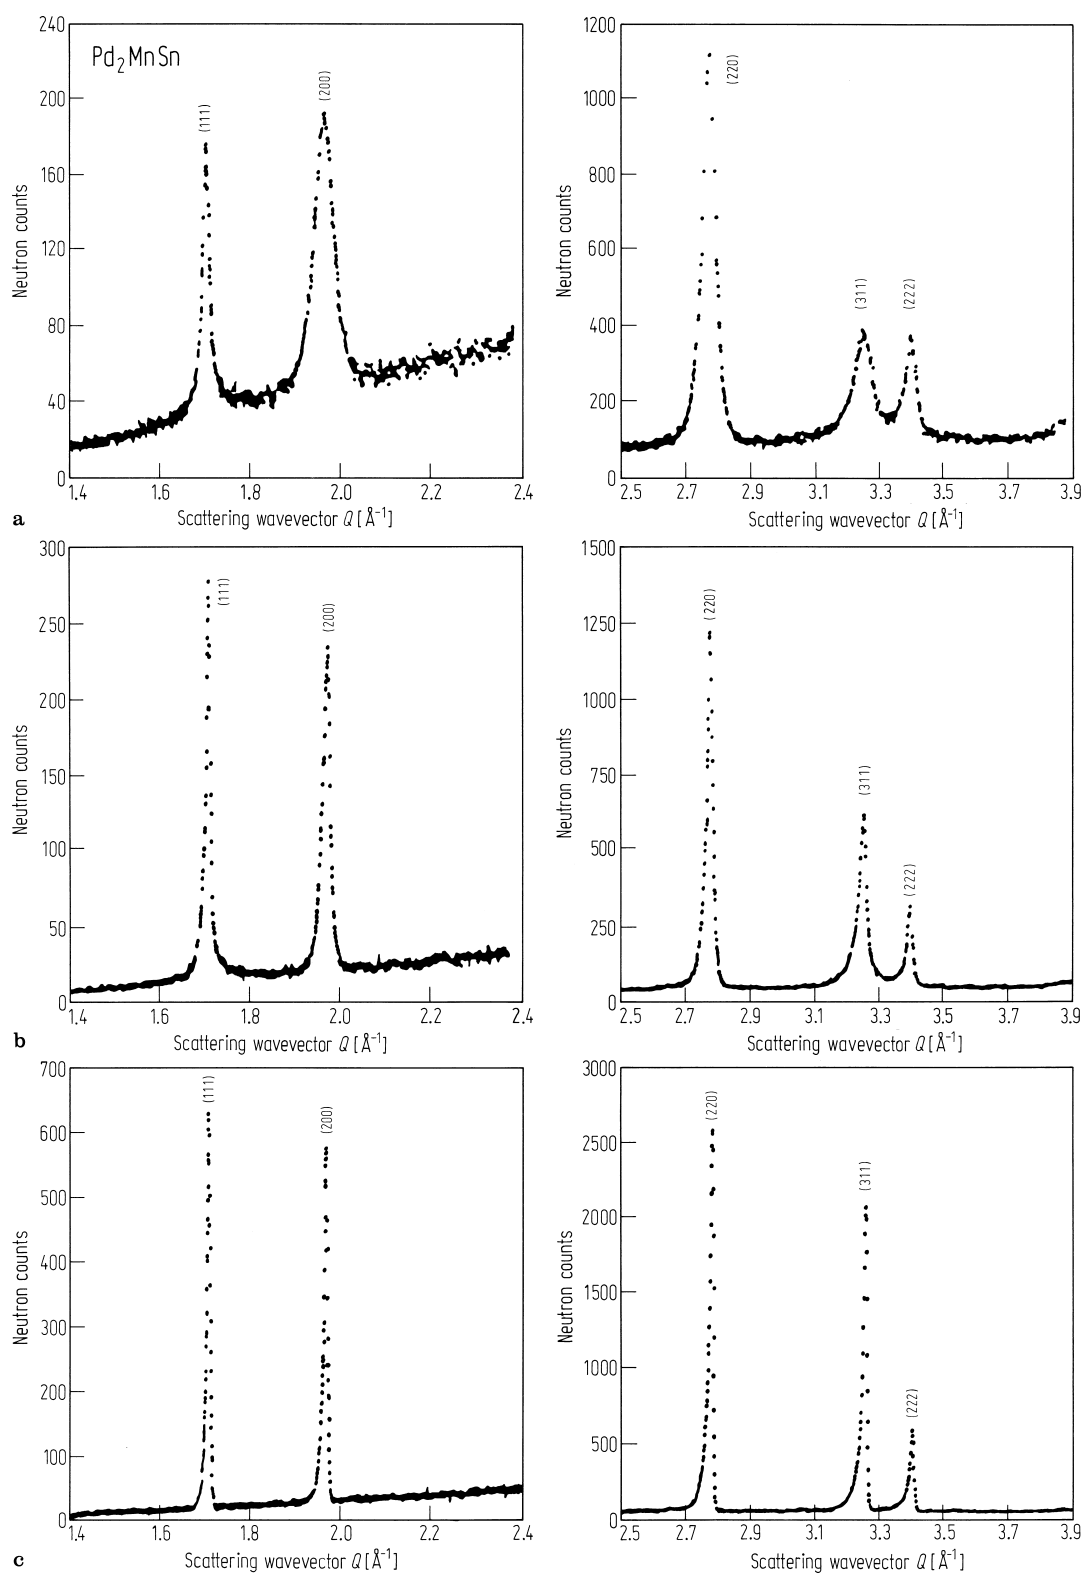 Pd2MnSn
240
200
160
120
80
40
0
Neutron counts
(111)
(200)
1.4 1.6 1.8 2.0 2.2 2.4
Scattering wavevector Q [Å-1]
1200
1000
800
600
400
200
0
Neutron counts
(220)
(311)
(222)
2.5 2.7 2.9 3.1 3.3 3.5 3.7 3.9
Scattering wavevector Q [Å-1]
a
300
250
200
150
100
50
0
Neutron counts
(111)
(200)
1.4 1.6 1.2 2.0 2.2 2.4
Scattering wavevector Q [Å-1]
1500
1250
1000
750
500
250
0
Neutron counts
(220)
(311)
(222)
2.5 2.7 2.9 3.1 3.3 3.5 3.7 3.9
Scattering wavevector Q [Å-1]
b
700
600
500
400
300
200
100
0
Neutron counts
(111)
(200)
1.4 1.6 1.8 2.0 2.2 2.4
Scattering wavevector Q [Å-1]
3000
2500
2000
1500
1000
500
0
Neutron counts
(220)
(311)
(222)
2.5 2.7 2.9 3.1 3.3 3.5 3.7 3.9
Scattering wavevector Q [Å-1]
c